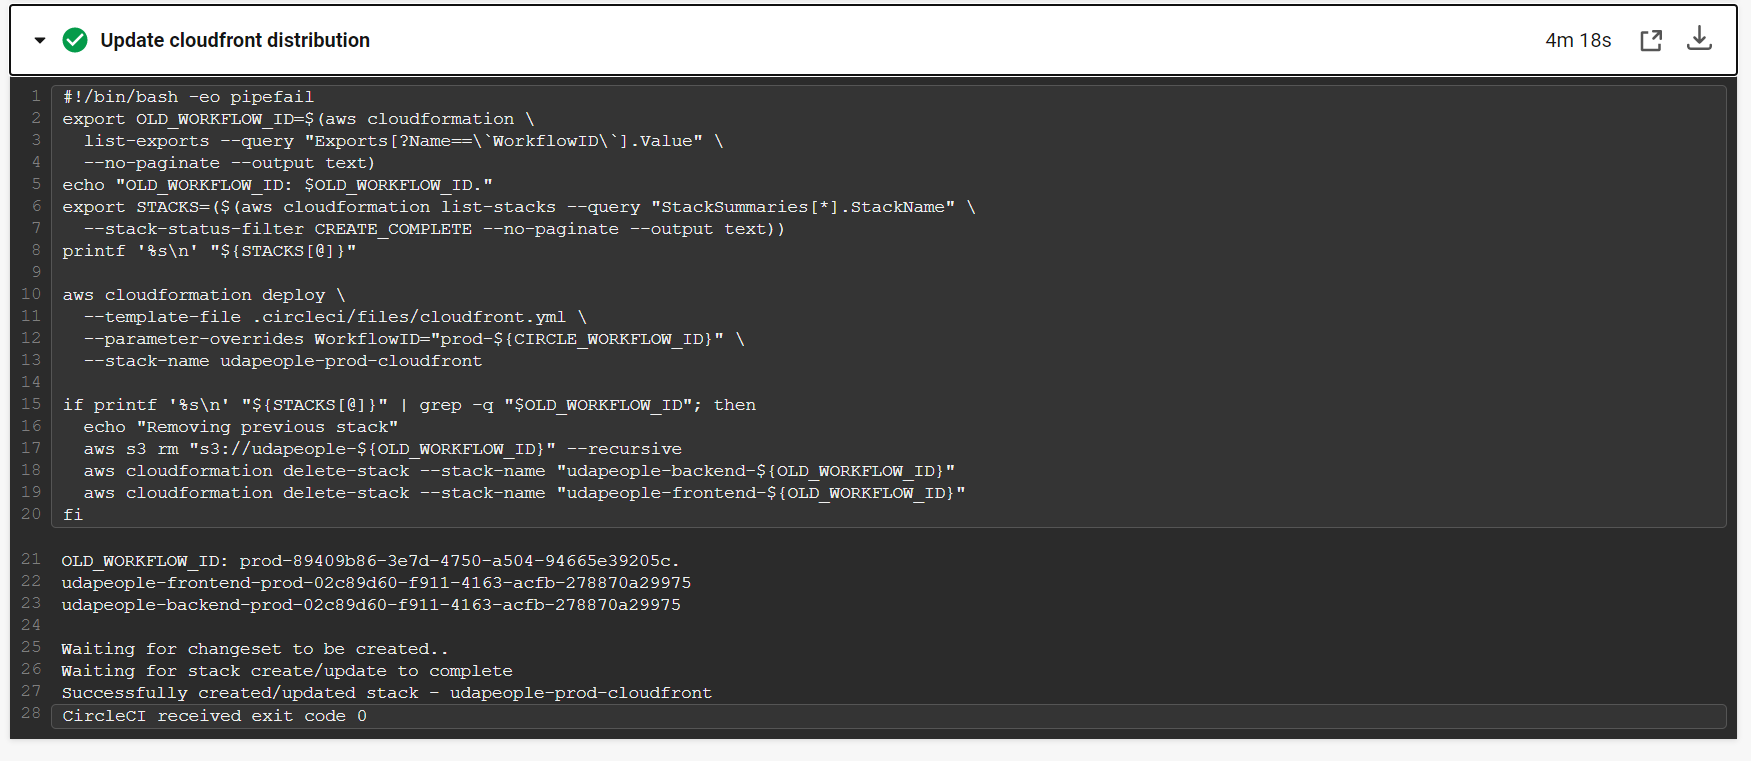 Update cloudfront distribution 4m 18s
1 #!/bin/bash -eo pipefail
2 export OLD_WORKFLOW_ID=$(aws cloudformation \
3   list-exports --query "Exports[?Name==\`WorkflowID\`].Value" \
4   --no-paginate --output text)
5 echo "OLD_WORKFLOW_ID: $OLD_WORKFLOW_ID."
6 export STACKS=($(aws cloudformation list-stacks --query "StackSummaries[*].StackName" \
7   --stack-status-filter CREATE_COMPLETE --no-paginate --output text))
8 printf '%s\n' "${STACKS[@]}"
9
10 aws cloudformation deploy \
11   --template-file .circleci/files/cloudfront.yml \
12   --parameter-overrides WorkflowID="prod-${CIRCLE_WORKFLOW_ID}" \
13   --stack-name udapeople-prod-cloudfront
14
15 if printf '%s\n' "${STACKS[@]}" | grep -q "$OLD_WORKFLOW_ID"; then
16   echo "Removing previous stack"
17   aws s3 rm "s3://udapeople-${OLD_WORKFLOW_ID}" --recursive
18   aws cloudformation delete-stack --stack-name "udapeople-backend-${OLD_WORKFLOW_ID}"
19   aws cloudformation delete-stack --stack-name "udapeople-frontend-${OLD_WORKFLOW_ID}"
20 fi
21 OLD_WORKFLOW_ID: prod-89409b86-3e7d-4750-a504-94665e39205c.
22 udapeople-frontend-prod-02c89d60-f911-4163-acfb-278870a29975
23 udapeople-backend-prod-02c89d60-f911-4163-acfb-278870a29975
24
25 Waiting for changeset to be created..
26 Waiting for stack create/update to complete
27 Successfully created/updated stack - udapeople-prod-cloudfront
28 CircleCI received exit code 0